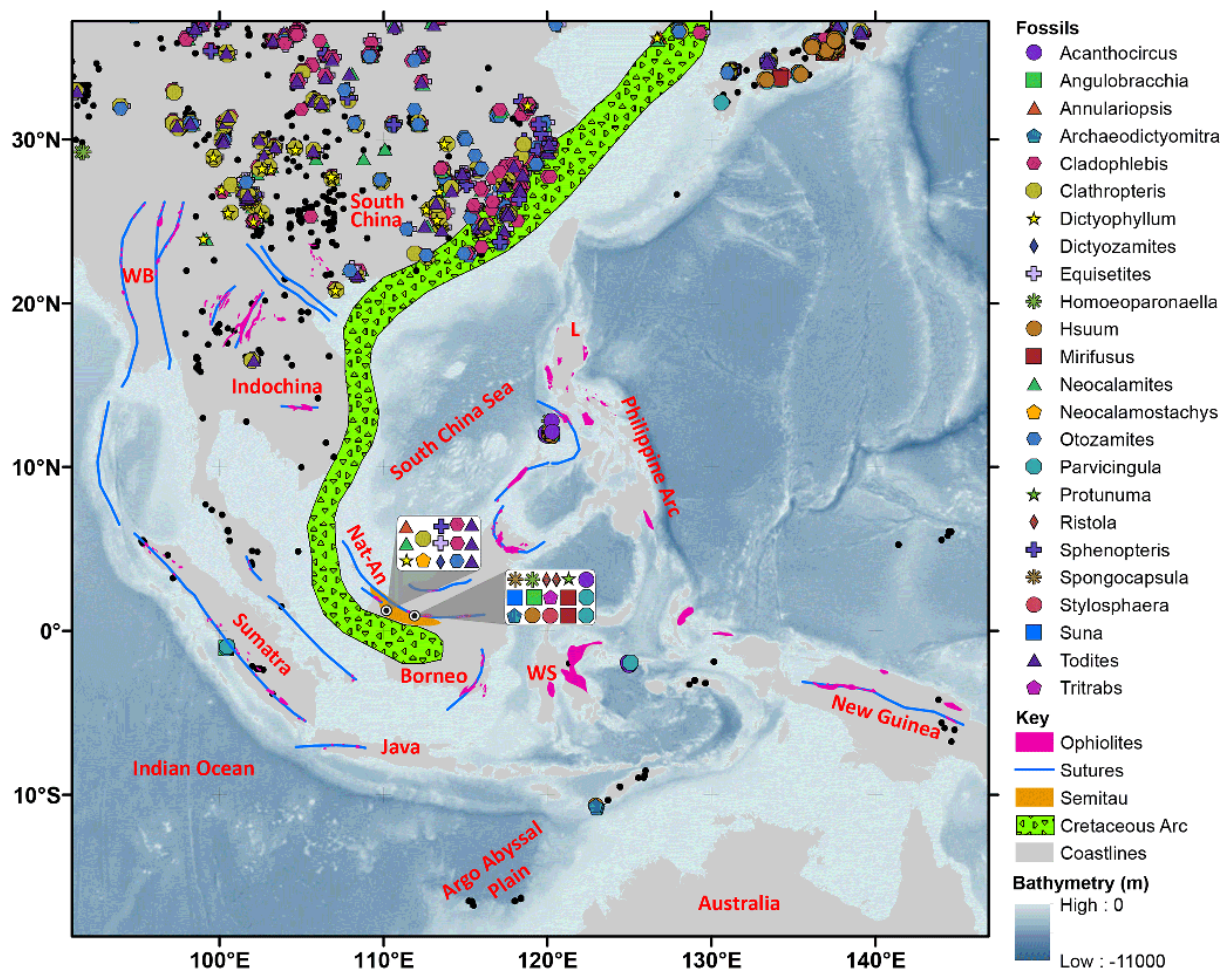 30°N
20°N
10°N
0°
10°S
100°E
110°E
120°E
130°E
140°E
South
China
WB
Indochina
L
South China Sea
Philippine Arc
Nat-An
Sumatra
Borneo
WS
Java
New Guinea
Indian Ocean
Argo Abyssal
Plain
Australia
Fossils
Acanthocircus
Angulobracchia
Annulariopsis
Archaeodictyomitra
Cladophlebis
Clathropteris
Dictyophyllum
Dictyozamites
Equisetites
Homoeoparonaella
Hsuum
Mirifusus
Neocalamites
Neocalamostachys
Otozamites
Parvicingula
Protunuma
Ristola
Sphenopteris
Spongocapsula
Stylosphaera
Suna
Todites
Tritrabs
Key
Ophiolites
Sutures
Semitau
Cretaceous Arc
Coastlines
Bathymetry (m)
High : 0
Low : -11000